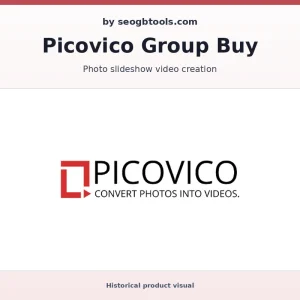 by seogbtools.com
Picovico Group Buy
Photo slideshow video creation
PICOVICO
CONVERT PHOTOS INTO VIDEOS.
Historical product visual